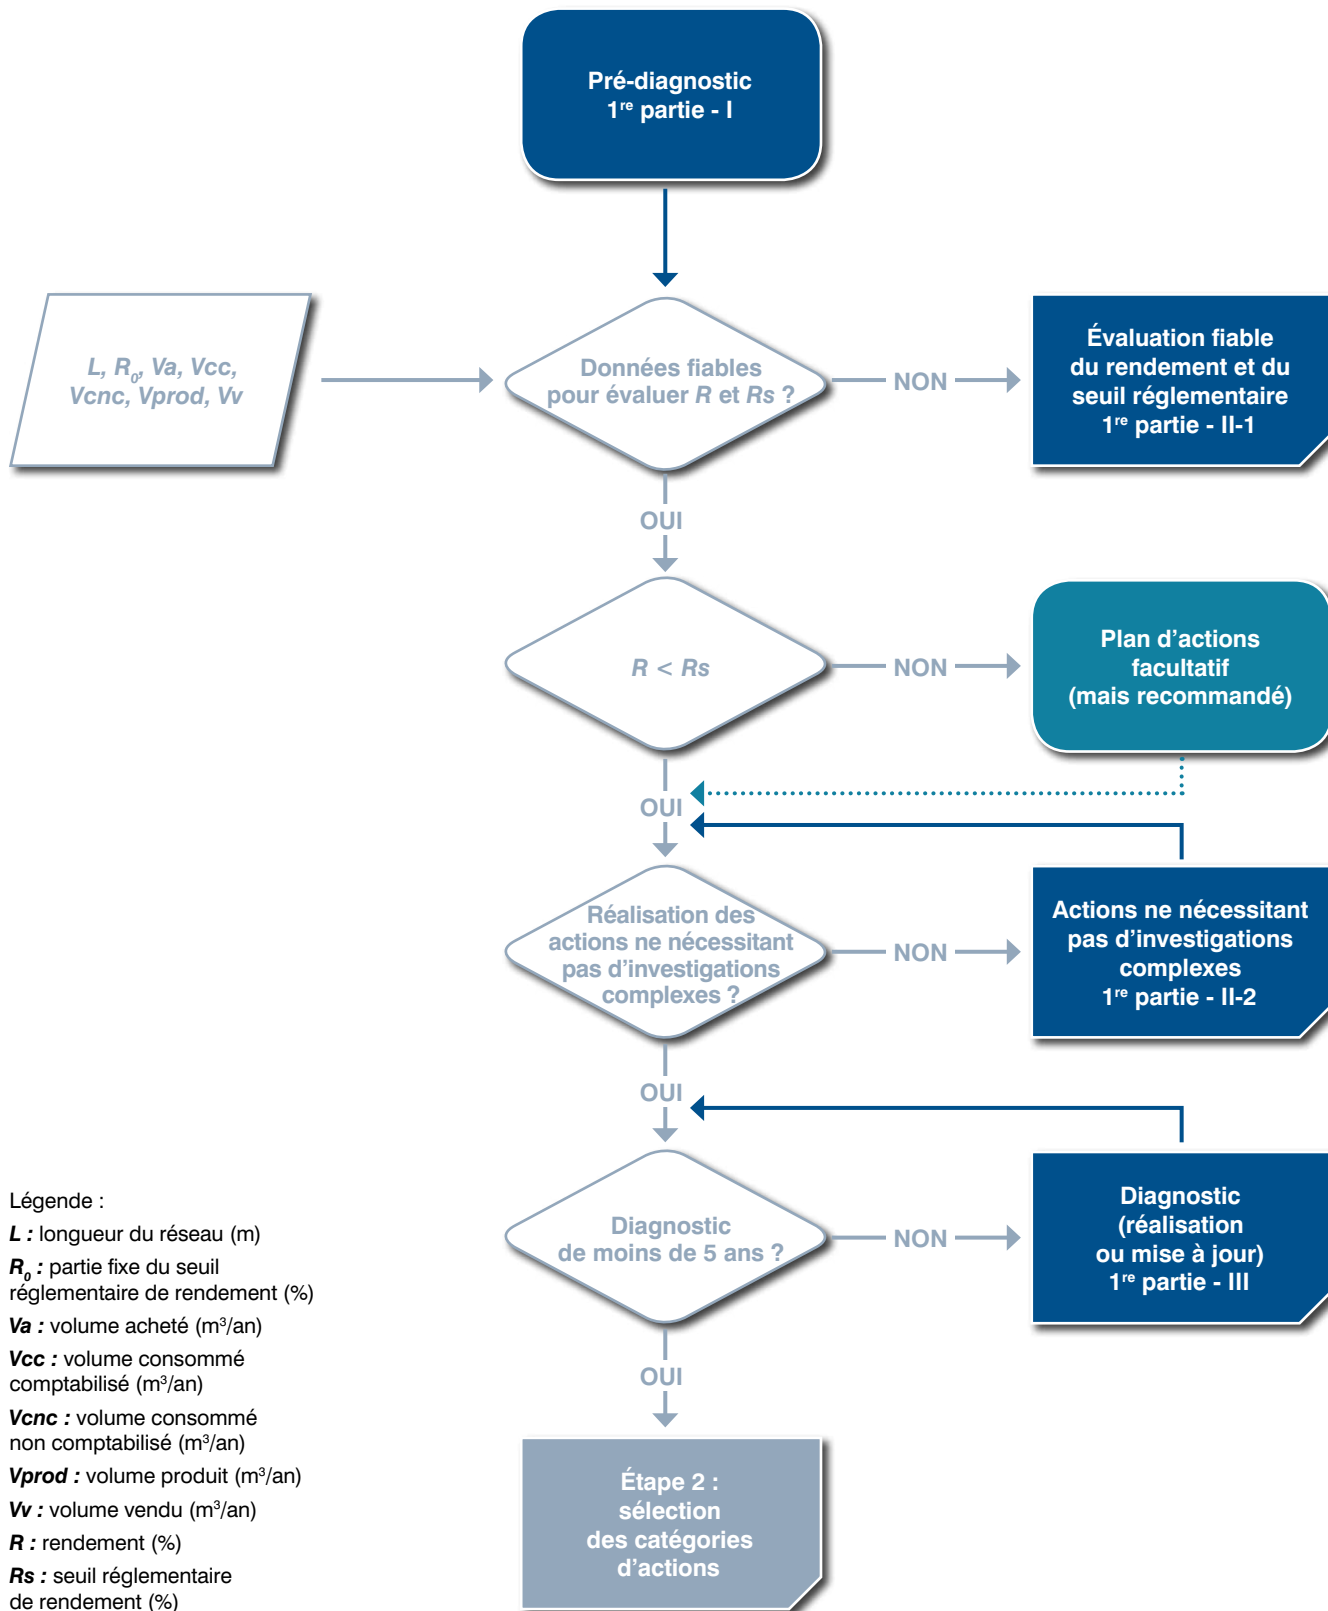 Pré-diagnostic
1re partie - I
L, R0, Va, Vcc,
Vcnc, Vprod, Vv
Données fiables
pour évaluer R et Rs ?
NON
Évaluation fiable
du rendement et du
seuil réglementaire
1re partie - II-1
OUI
R < Rs
NON
Plan d’actions
facultatif
(mais recommandé)
OUI
Réalisation des
actions ne nécessitant
pas d’investigations
complexes ?
NON
Actions ne nécessitant
pas d’investigations
complexes
1re partie - II-2
OUI
Diagnostic
de moins de 5 ans ?
NON
Diagnostic
(réalisation
ou mise à jour)
1re partie - III
OUI
Étape 2 :
sélection
des catégories
d’actions
Légende :
L : longueur du réseau (m)
R0 : partie fixe du seuil
réglementaire de rendement (%)
Va : volume acheté (m³/an)
Vcc : volume consommé
comptabilisé (m³/an)
Vcnc : volume consommé
non comptabilisé (m³/an)
Vprod : volume produit (m³/an)
Vv : volume vendu (m³/an)
R : rendement (%)
Rs : seuil réglementaire
de rendement (%)